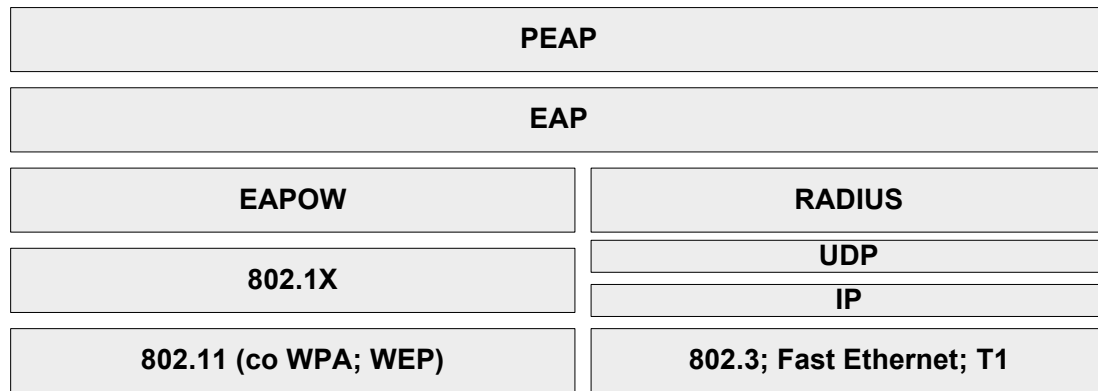 PEAP
EAP
EAPOW
RADIUS
802.1X
UDP
IP
802.11 (co WPA; WEP)
802.3; Fast Ethernet; T1